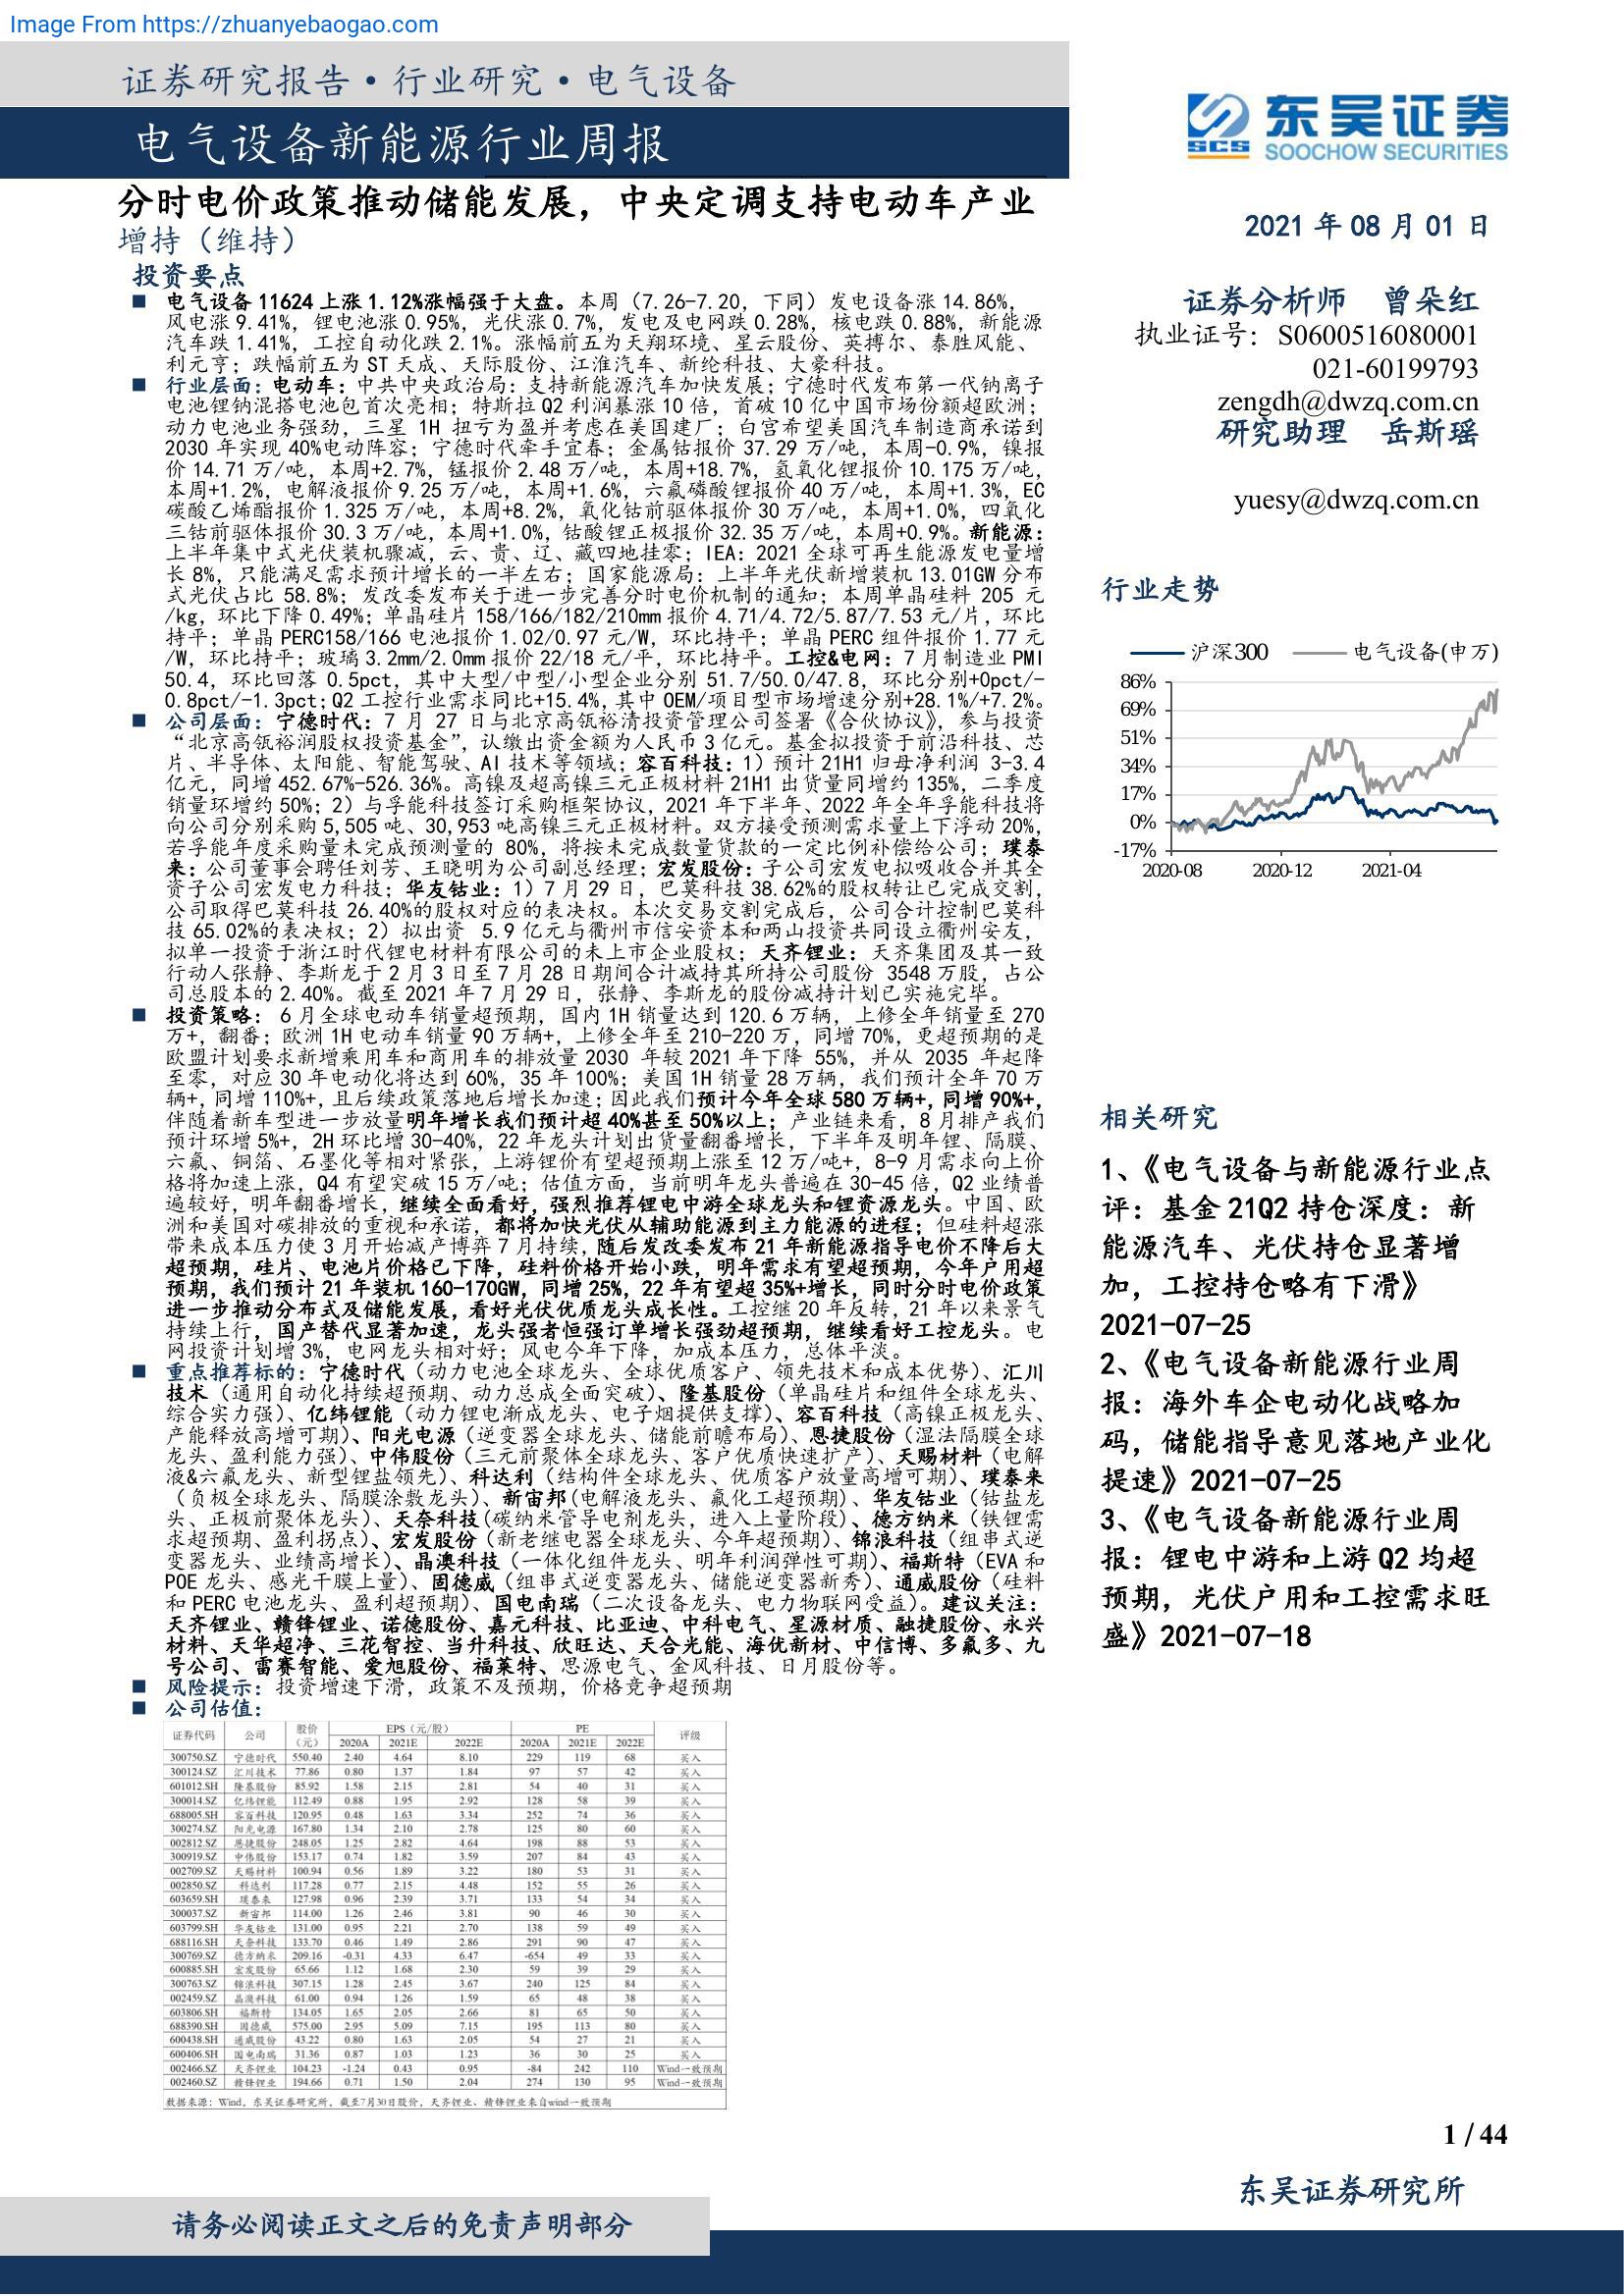 Image From https://zhuanyebaogao.com
证券研究报告·行业研究·电气设备
电气设备新能源行业周报
分时电价政策推动储能发展，中央定调支持电动车产业
增持（维持）
投资要点
■ 电气设备 11624 上涨 1.12%涨幅强于大盘。本周（7.26-7.20，下同）发电设备涨 14.86%，
风电涨 9.41%，锂电池涨 0.95%，光伏涨 0.7%，发电及电网跌 0.28%，核电跌 0.88%，新能源
汽车跌 1.41%，工控自动化跌 2.1%。涨幅前五为天翔环境、星云股份、英搏尔、泰胜风能、
利元亨；跌幅前五为 ST 天成、天际股份、江淮汽车、新纶科技、大豪科技。
■ 行业层面：电动车：中共中央政治局：支持新能源汽车加快发展；宁德时代发布第一代钠离子
电池锂钠混搭电池包首次亮相；特斯拉 Q2 利润暴涨 10 倍，首破 10 亿中国市场份额超欧洲；
动力电池业务强劲，三星 1H 扭亏为盈并考虑在美国建厂；白宫希望美国汽车制造商承诺到
2030 年实现 40%电动阵容；宁德时代牵手宜春；金属钴报价 37.29 万/吨，本周-0.9%，镍报
价 14.71 万/吨，本周+2.7%，锰报价 2.48 万/吨，本周+18.7%，氢氧化锂报价 10.175 万/吨，
本周+1.2%，电解液报价 9.25 万/吨，本周+1.6%，六氟磷酸锂报价 40 万/吨，本周+1.3%，EC
碳酸乙烯酯报价 1.325 万/吨，本周+8.2%，氧化钴前驱体报价 30 万/吨，本周+1.0%，四氧化
三钴前驱体报价 30.3 万/吨，本周+1.0%，钴酸锂正极报价 32.35 万/吨，本周+0.9%。新能源：
上半年集中式光伏装机骤减，云、贵、辽、藏四地挂零；IEA：2021 全球可再生能源发电量增
长 8%，只能满足需求预计增长的一半左右；国家能源局：上半年光伏新增装机 13.01GW 分布
式光伏占比 58.8%；发改委发布关于进一步完善分时电价机制的通知；本周单晶硅料 205 元
/kg，环比下降 0.49%；单晶硅片 158/166/182/210mm 报价 4.71/4.72/5.87/7.53 元/片，环比
持平；单晶 PERC158/166 电池报价 1.02/0.97 元/W，环比持平；单晶 PERC 组件报价 1.77 元
/W，环比持平；玻璃 3.2mm/2.0mm 报价 22/18 元/平，环比持平。工控&电网：7 月制造业 PMI
50.4，环比回落 0.5pct，其中大型/中型/小型企业分别 51.7/50.0/47.8，环比分别+0pct/-
0.8pct/-1.3pct；Q2 工控行业需求同比+15.4%，其中 OEM/项目型市场增速分别+28.1%/+7.2%。
■ 公司层面：宁德时代：7 月 27 日与北京高瓴裕清投资管理公司签署《合伙协议》，参与投资
“北京高瓴裕润股权投资基金”，认缴出资金额为人民币 3 亿元。基金拟投资于前沿科技、芯
片、半导体、太阳能、智能驾驶、AI 技术等领域；容百科技：1）预计 21H1 归母净利润 3-3.4
亿元，同增 452.67%-526.36%。高镍及超高镍三元正极材料 21H1 出货量同增约 135%，二季度
销量环增约 50%；2）与孚能科技签订采购框架协议，2021 年下半年、2022 年全年孚能科技将
向公司分别采购 5,505 吨、30,953 吨高镍三元正极材料。双方接受预测需求量上下浮动 20%，
若孚能年度采购量未完成预测量的 80%，将按未完成数量货款的一定比例补偿给公司；璞泰
来：公司董事会聘任刘芳、王晓明为公司副总经理；宏发股份：子公司宏发电拟吸收合并其全
资子公司宏发电力科技；华友钴业：1）7 月 29 日，巴莫科技 38.62%的股权转让已完成交割，
公司取得巴莫科技 26.40%的股权对应的表决权。本次交易交割完成后，公司合计控制巴莫科
技 65.02%的表决权；2）拟出资 5.9 亿元与衢州市信安资本和两山投资共同设立衢州安友，
拟单一投资于浙江时代锂电材料有限公司的未上市企业股权；天齐锂业：天齐集团及其一致
行动人张静、李斯龙于 2 月 3 日至 7 月 28 日期间合计减持其所持公司股份 3548 万股，占公
司总股本的 2.40%。截至 2021 年 7 月 29 日，张静、李斯龙的股份减持计划已实施完毕。
■ 投资策略：6 月全球电动车销量超预期，国内 1H 销量达到 120.6 万辆，上修全年销量至 270
万+，翻番；欧洲 1H 电动车销量 90 万辆+，上修全年至 210-220 万，同增 70%，更超预期的是
欧盟计划要求新增乘用车和商用车的排放量 2030 年较 2021 年下降 55%，并从 2035 年起降
至零，对应 30 年电动化将达到 60%，35 年 100%；美国 1H 销量 28 万辆，我们预计全年 70 万
辆+，同增 110%+，且后续政策落地后增长加速；因此我们预计今年全球 580 万辆+，同增 90%+，
伴随着新车型进一步放量明年增长我们预计超 40%甚至 50%以上；产业链来看，8 月排产我们
预计环增 5%+，2H 环比增 30-40%，22 年龙头计划出货量翻番增长，下半年及明年锂、隔膜、
六氟、铜箔、石墨化等相对紧张，上游锂价有望超预期上涨至 12 万/吨+，8-9 月需求向上价
格将加速上涨，Q4 有望突破 15 万/吨；估值方面，当前明年龙头普遍在 30-45 倍，Q2 业绩普
遍较好，明年翻番增长，继续全面看好，强烈推荐锂电中游全球龙头和锂资源龙头。中国、欧
洲和美国对碳排放的重视和承诺，都将加快光伏从辅助能源到主力能源的进程；但硅料超涨
带来成本压力使 3 月开始减产博弈 7 月持续，随后发改委发布 21 年新能源指导电价不降后大
超预期，硅片、电池片价格已下降，硅料价格开始小跌，明年需求有望超预期，今年户用超
预期，我们预计 21 年装机 160-170GW，同增 25%，22 年有望超 35%+增长，同时分时电价政策
进一步推动分布式及储能发展，看好光伏优质龙头成长性。工控继 20 年反转，21 年以来景气
持续上行，国产替代显著加速，龙头强者恒强订单增长强劲超预期，继续看好工控龙头。电
网投资计划增 3%，电网龙头相对好；风电今年下降，加成本压力，总体平淡。
■ 重点推荐标的：宁德时代（动力电池全球龙头、全球优质客户、领先技术和成本优势）、汇川
技术（通用自动化持续超预期、动力总成全面突破）、隆基股份（单晶硅片和组件全球龙头、
综合实力强）、亿纬锂能（动力锂电渐成龙头、电子烟提供支撑）、容百科技（高镍正极龙头、
产能释放高增可期）、阳光电源（逆变器全球龙头、储能前瞻布局）、恩捷股份（湿法隔膜全球
龙头、盈利能力强）、中伟股份（三元前聚体全球龙头、客户优质快速扩产）、天赐材料（电解
液&六氟龙头、新型锂盐领先）、科达利（结构件全球龙头、优质客户放量高增可期）、璞泰来
（负极全球龙头、隔膜涂敷龙头）、新宙邦(电解液龙头、氟化工超预期）、华友钴业（钴盐龙
头、正极前聚体龙头）、天奈科技(碳纳米管导电剂龙头，进入上量阶段）、德方纳米（铁锂需
求超预期、盈利拐点）、宏发股份（新老继电器全球龙头、今年超预期）、锦浪科技（组串式逆
变器龙头、业绩高增长）、晶澳科技（一体化组件龙头、明年利润弹性可期）、福斯特（EVA 和
POE 龙头、感光干膜上量）、固德威（组串式逆变器龙头、储能逆变器新秀）、通威股份（硅料
和 PERC 电池龙头、盈利超预期）、国电南瑞（二次设备龙头、电力物联网受益）。建议关注：
天齐锂业、赣锋锂业、诺德股份、嘉元科技、比亚迪、中科电气、星源材质、融捷股份、永兴
材料、天华超净、三花智控、当升科技、欣旺达、天合光能、海优新材、中信博、多氟多、九
号公司、雷赛智能、爱旭股份、福莱特、思源电气、金风科技、日月股份等。
■ 风险提示：投资增速下滑，政策不及预期，价格竞争超预期
■ 公司估值：
证券代码 公司 股价（元） EPS（元/股） PE 评级
2020A 2021E 2022E 2020A 2021E 2022E
300750.SZ 宁德时代 550.40 2.40 4.64 8.10 229 119 68 买入
300124.SZ 汇川技术 77.86 0.80 1.37 1.84 97 57 42 买入
601012.SH 隆基股份 85.92 1.58 2.15 2.81 54 40 31 买入
300014.SZ 亿纬锂能 112.49 0.88 1.95 2.92 128 58 39 买入
688005.SH 容百科技 120.95 0.48 1.63 3.34 252 74 36 买入
300274.SZ 阳光电源 167.80 1.34 2.10 2.78 125 80 60 买入
002812.SZ 恩捷股份 248.05 1.25 2.82 4.64 198 88 53 买入
300919.SZ 中伟股份 153.17 0.74 1.82 3.59 207 84 43 买入
002709.SZ 天赐材料 100.94 0.56 1.89 3.22 180 53 31 买入
002850.SZ 科达利 117.28 0.77 2.15 4.48 152 55 26 买入
603659.SH 璞泰来 127.98 0.96 2.39 3.71 133 54 34 买入
300037.SZ 新宙邦 114.00 1.26 2.46 3.81 90 46 30 买入
603799.SH 华友钴业 131.00 0.95 2.21 2.70 138 59 49 买入
688116.SH 天奈科技 133.70 0.46 1.49 2.86 291 90 47 买入
300769.SZ 德方纳米 209.16 -0.31 4.33 6.47 -654 49 33 买入
600885.SH 宏发股份 65.66 1.12 1.68 2.30 59 39 29 买入
300763.SZ 锦浪科技 307.15 1.28 2.45 3.67 240 125 84 买入
002459.SZ 晶澳科技 61.00 0.94 1.26 1.59 65 48 38 买入
603806.SH 福斯特 134.05 1.65 2.05 2.66 81 65 50 买入
688390.SH 固德威 575.00 2.95 5.09 7.15 195 113 80 买入
600438.SH 通威股份 43.22 0.80 1.63 2.05 54 27 21 买入
600406.SH 国电南瑞 31.36 0.87 1.03 1.23 36 30 25 买入
002466.SZ 天齐锂业 104.23 -1.24 0.43 0.95 -84 242 110 Wind一致预期
002460.SZ 赣锋锂业 194.66 0.71 1.50 2.04 274 130 95 Wind一致预期
数据来源：Wind，东吴证券研究所，截至7月30日股价，天齐锂业、赣锋锂业来自wind一致预期
SCS 东吴证券
SOOCHOW SECURITIES
2021 年 08 月 01 日
证券分析师 曾朵红
执业证号：S0600516080001
021-60199793
zengdh@dwzq.com.cn
研究助理 岳斯瑶
yuesy@dwzq.com.cn
行业走势
沪深300 电气设备(申万)
86%
69%
51%
34%
17%
0%
-17%
2020-08 2020-12 2021-04
相关研究
1、《电气设备与新能源行业点
评：基金 21Q2 持仓深度：新
能源汽车、光伏持仓显著增
加，工控持仓略有下滑》
2021-07-25
2、《电气设备新能源行业周
报：海外车企电动化战略加
码，储能指导意见落地产业化
提速》2021-07-25
3、《电气设备新能源行业周
报：锂电中游和上游 Q2 均超
预期，光伏户用和工控需求旺
盛》2021-07-18
1 / 44
东吴证券研究所
请务必阅读正文之后的免责声明部分